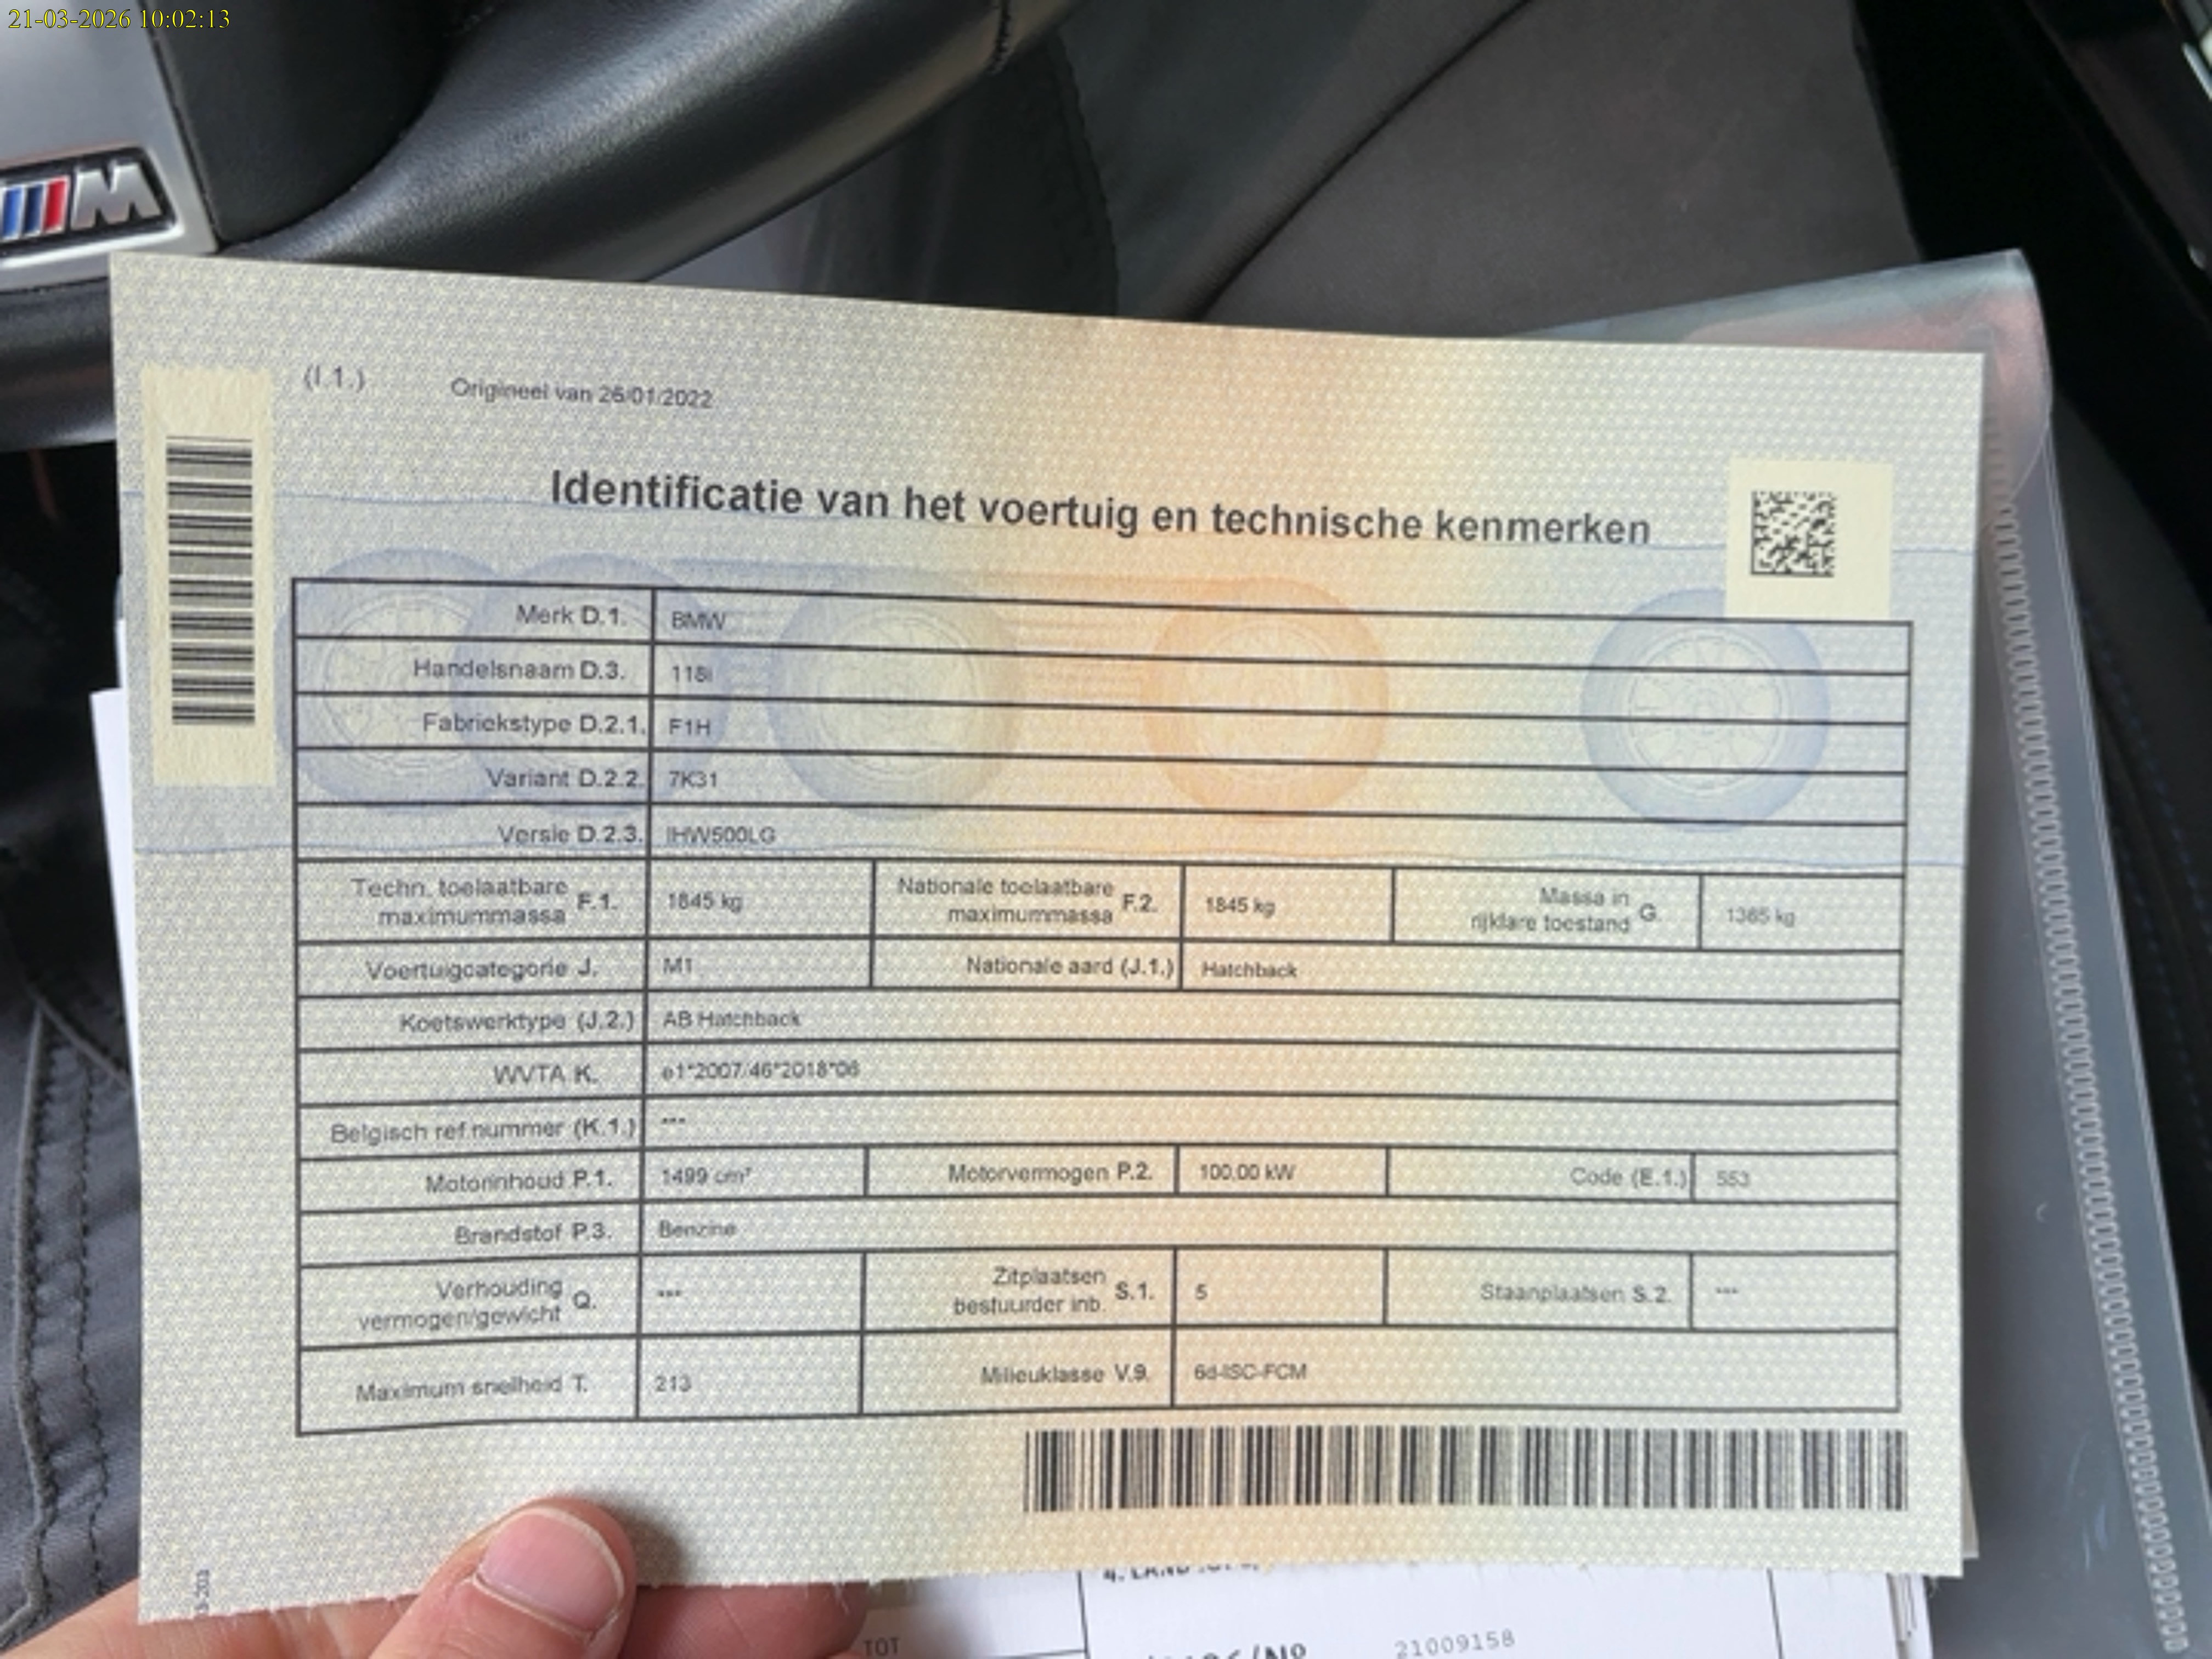 21-03-2026 10:02:13
M
(I.1.) Origineel van 26/01/2022
Identificatie van het voertuig en technische kenmerken
Merk D.1. BMW
Handelsnaam D.3. 118i
Fabriekstype D.2.1. F1H
Variant D.2.2. 7K31
Versie D.2.3. IHW500LG
Techn. toelaatbare maximummassa F.1. 1845 kg Nationale toelaatbare maximummassa F.2. 1845 kg Massa in rijklare toestand G. 1365 kg
Voertuigcategorie J. M1 Nationale aard (J.1.) Hatchback
Koetswerktype (J.2.) AB Hatchback
WVTA K. e1*2007/46*2018*06
Belgisch ref.nummer (K.1.) ---
Motorinhoud P.1. 1499 cm³ Motorvermogen P.2. 100.00 kW Code (E.1.) 553
Brandstof P.3. Benzine
Verhouding vermogen/gewicht Q. --- Zitplaatsen bestuurder inb. S.1. 5 Staanplaatsen S.2. ---
Maximum snelheid T. 213 Milieuklasse V.9. 6d-ISC-FCM
4. LAND
TOT
/Nº 21009158